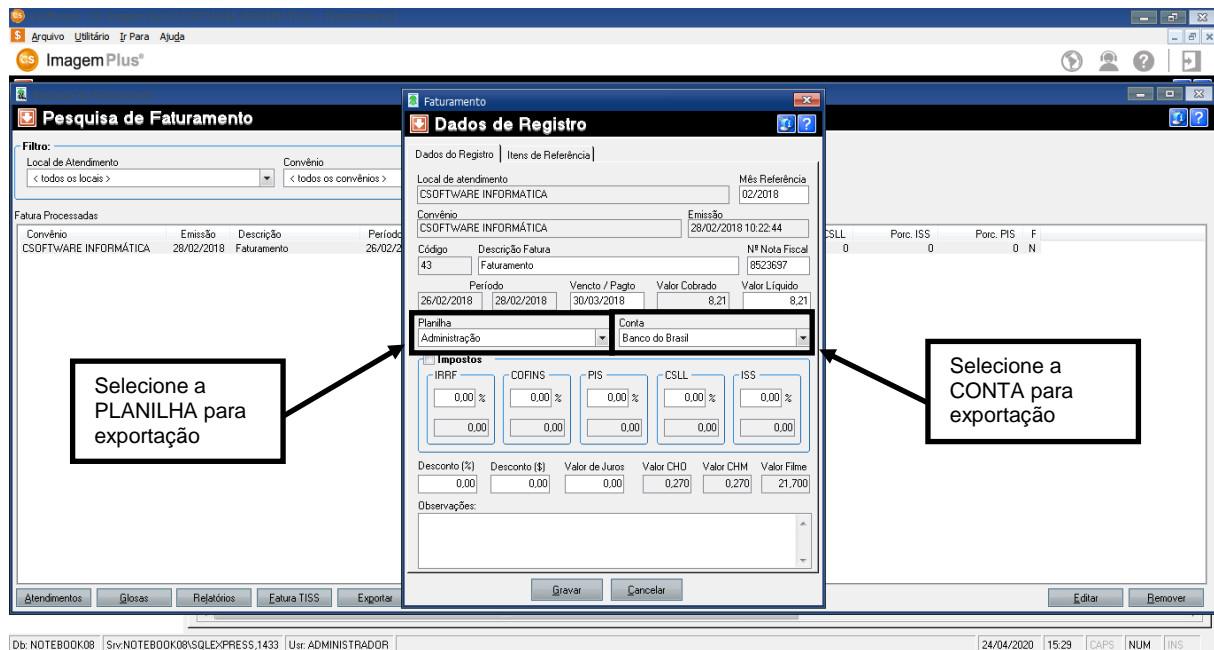 Arquivo Utilitário Ir Para Ajuda
Imagem Plus®
Pesquisa de Faturamento
Filtro:
Local de Atendimento Convênio
< todos os locais > < todos os convênios >
Fatura Processadas
Convênio Emissão Descrição Período CSLL Porc. ISS Porc. PIS F
CSOFTWARE INFORMÁTICA 28/02/2018 Faturamento 26/02/2 0 0 0 N
Faturamento
Dados de Registro
Dados do Registro Itens de Referência
Local de atendimento Mês Referência
CSOFTWARE INFORMATICA 02/2018
Convênio Emissão
CSOFTWARE INFORMÁTICA 28/02/2018 10:22:44
Código Descrição Fatura Nº Nota Fiscal
43 Faturamento 8523697
Período Vencto / Pagto Valor Cobrado Valor Líquido
26/02/2018 28/02/2018 30/03/2018 8,21 8,21
Planilha Conta
Administração Banco do Brasil
Impostos
IRRF COFINS PIS CSLL ISS
0,00 % 0,00 % 0,00 % 0,00 % 0,00 %
0,00 0,00 0,00 0,00 0,00
Desconto (%) Desconto ($) Valor de Juros Valor CHO Valor CHM Valor Filme
0,00 0,00 0,00 0,270 0,270 21,700
Observações:
Gravar Cancelar
Selecione a
PLANILHA para
exportação
Selecione a
CONTA para
exportação
Atendimentos Glosas Relatórios Fatura TISS Exportar Editar Remover
Db: NOTEBOOK08 Srv:NOTEBOOK08\SQLEXPRESS,1433 Usr: ADMINISTRADOR 24/04/2020 15:29 CAPS NUM INS